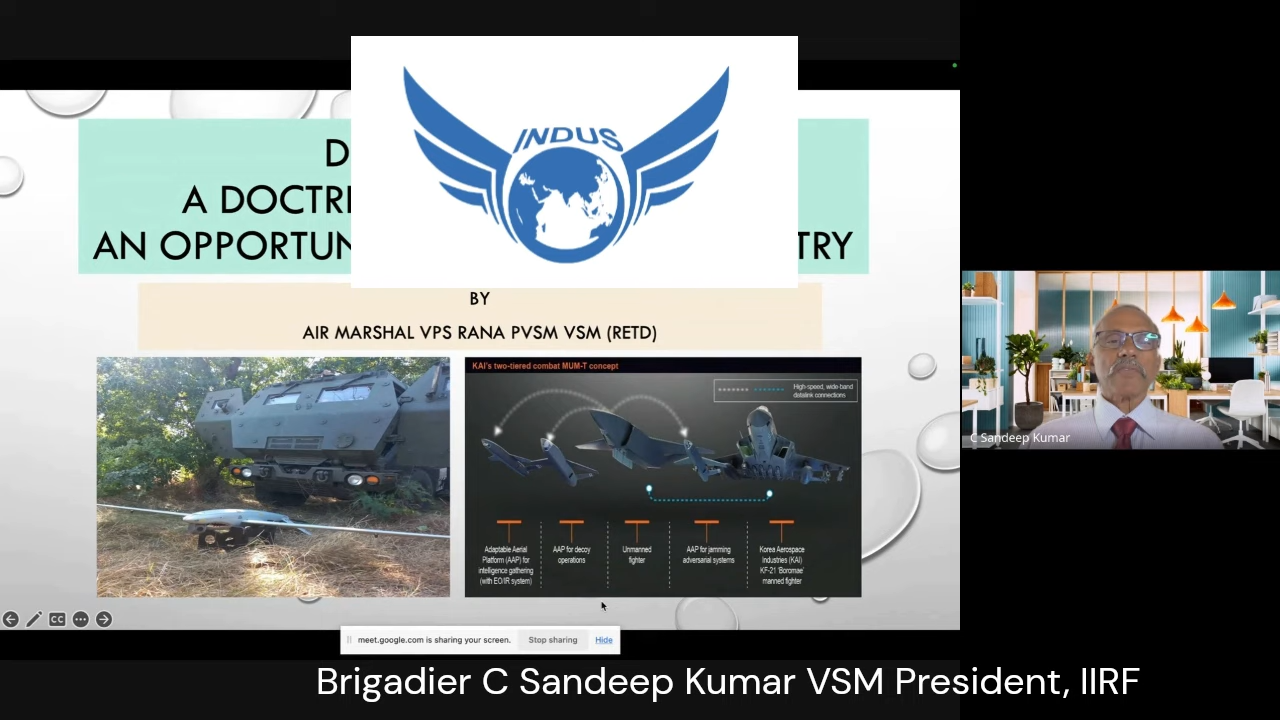 INDUS
D
A DOCTRI
AN OPPORTUN
TRY
BY
AIR MARSHAL VPS RANA PVSM VSM (RETD)
KAI's two-tiered combat MUM-T concept
High-speed, wide-band
datalink connections
Adaptable Aerial
Platform (AAP) for
intelligence gathering
(with EO/IR system)
AAP for decoy
operations
Unmanned
fighter
AAP for jamming
adversarial systems
Korea Aerospace
Industries (KAI)
KF-21 'Boromae'
manned fighter
C Sandeep Kumar
CC
meet.google.com is sharing your screen.
Stop sharing
Hide
Brigadier C Sandeep Kumar VSM President, IIRF